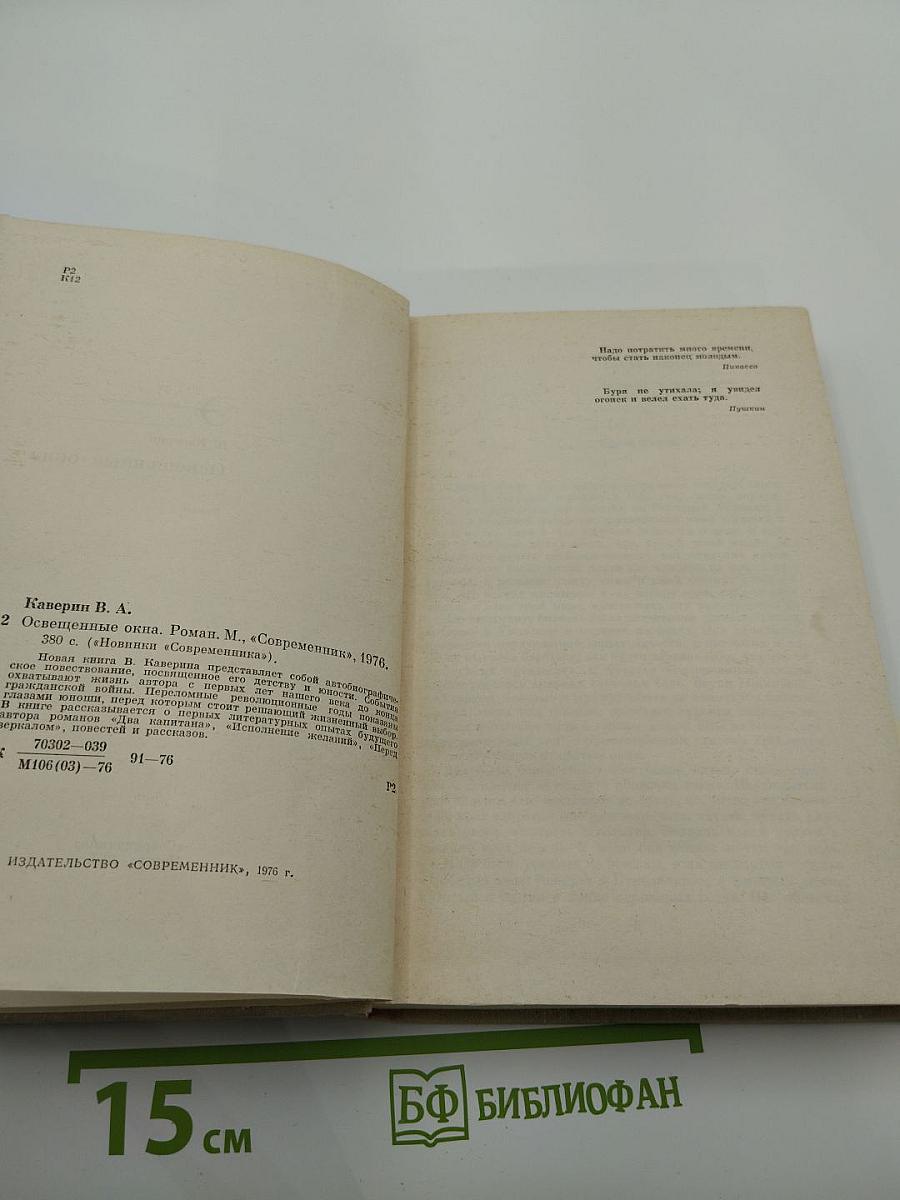 Р2
К12
Каверин В. А.
2 Освещенные окна. Роман. М., «Современник», 1976.
380 с. («Новинки «Современника»).
Новая книга В. Каверина представляет собой автобиографиче-
ское повествование, посвященное его детству и юности. События
охватывают жизнь автора с первых лет нашего века до конца
гражданской войны. Переломные революционные годы показаны
глазами юноши, перед которым стоит решающий жизненный выбор.
В книге рассказывается о первых литературных опытах будущего
автора романов «Два капитана», «Исполнение желаний», «Перед
зеркалом», повестей и рассказов.
70302—039
М106(03)—76
91—76
Р2
ИЗДАТЕЛЬСТВО «СОВРЕМЕННИК», 1976 г.
Надо потратить много времени,
чтобы стать наконец молодым.
Пикассо
Буря не утихала; я увидел
огонек и велел ехать туда.
Пушкин
15 см
БФ БИБЛИОФАН